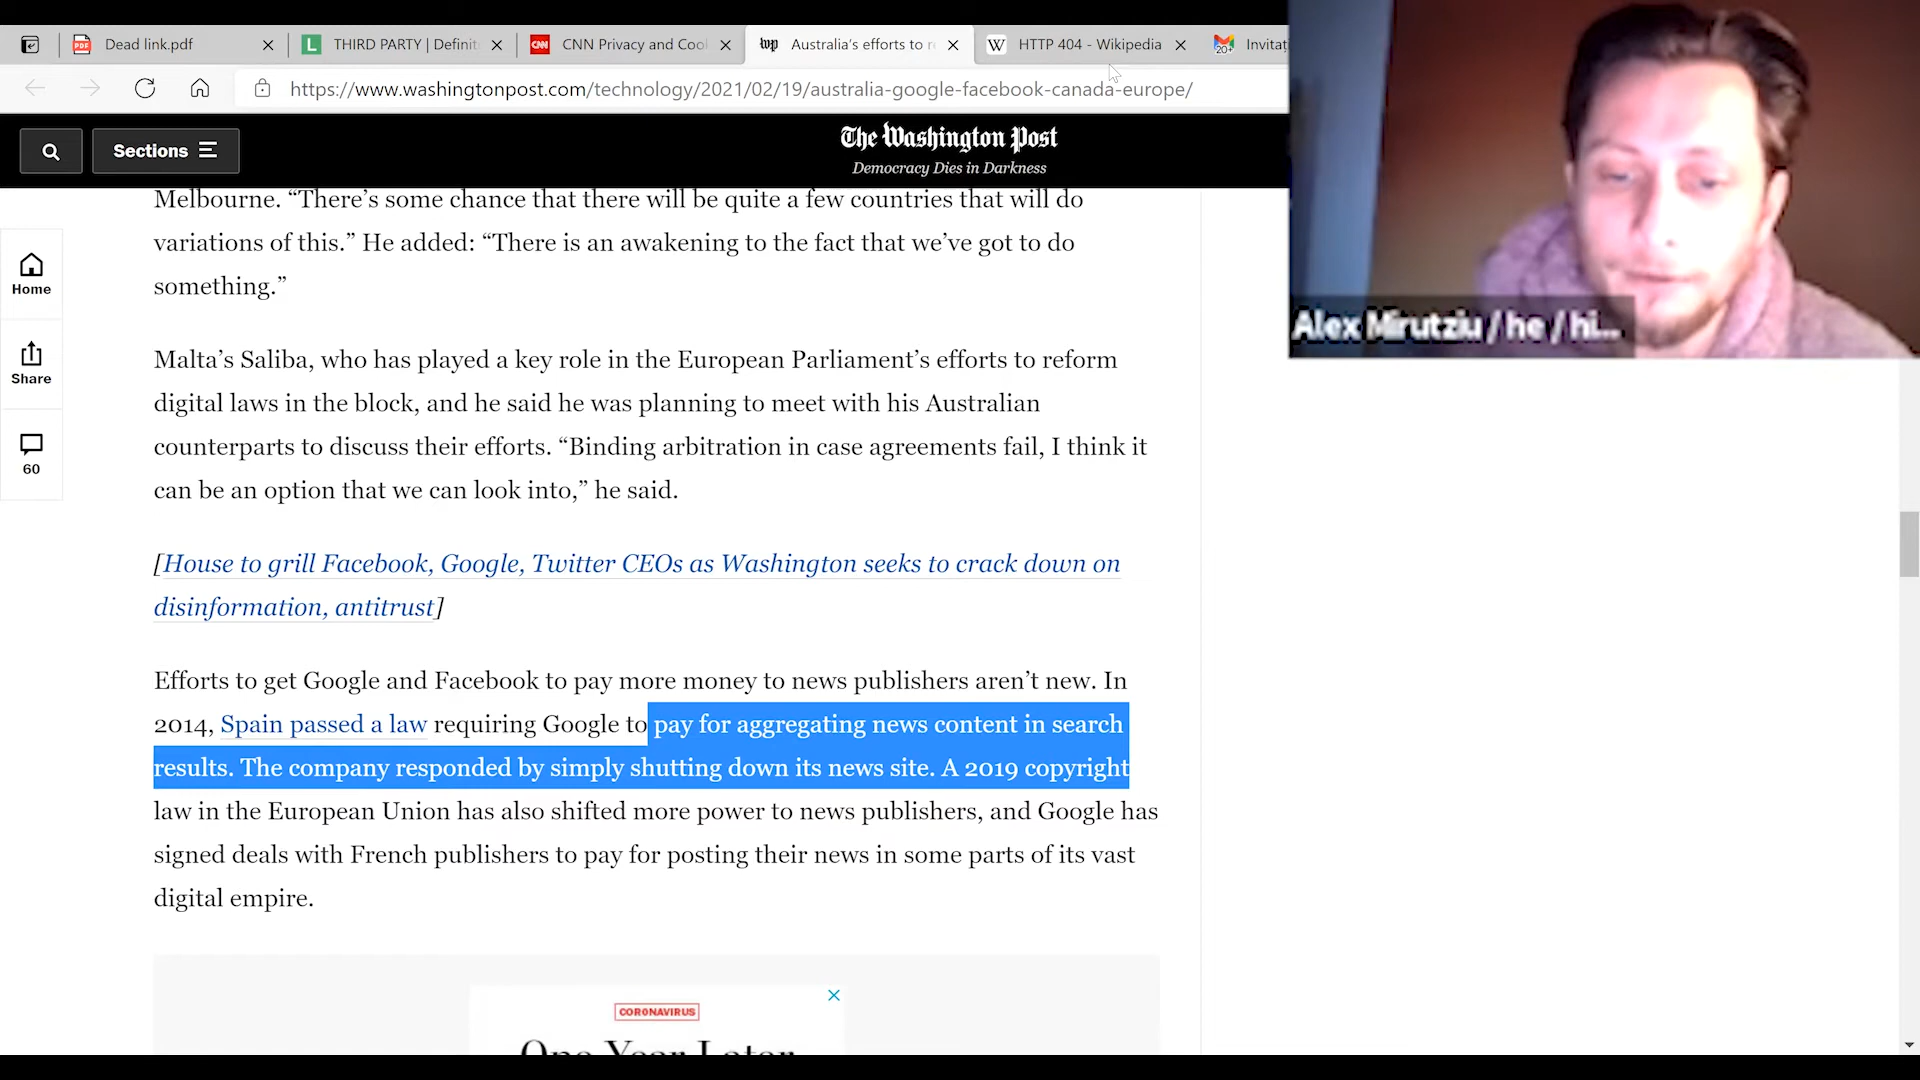 Dead link.pdf
THIRD PARTY | Definit
CNN
CNN Privacy and Coo
wp
Australia's efforts to r
W
HTTP 404 - Wikipedia
20+
Invitaț
https://www.washingtonpost.com/technology/2021/02/19/australia-google-facebook-canada-europe/
Sections
The Washington Post
Democracy Dies in Darkness
Alex Mirutziu / he / hi...
Home
Share
60
Melbourne. “There’s some chance that there will be quite a few countries that will do
variations of this.” He added: “There is an awakening to the fact that we’ve got to do
something.”
Malta’s Saliba, who has played a key role in the European Parliament’s efforts to reform
digital laws in the block, and he said he was planning to meet with his Australian
counterparts to discuss their efforts. “Binding arbitration in case agreements fail, I think it
can be an option that we can look into,” he said.
[House to grill Facebook, Google, Twitter CEOs as Washington seeks to crack down on
disinformation, antitrust]
Efforts to get Google and Facebook to pay more money to news publishers aren’t new. In
2014, Spain passed a law requiring Google to pay for aggregating news content in search
results. The company responded by simply shutting down its news site. A 2019 copyright
law in the European Union has also shifted more power to news publishers, and Google has
signed deals with French publishers to pay for posting their news in some parts of its vast
digital empire.
CORONAVIRUS
One Year Later